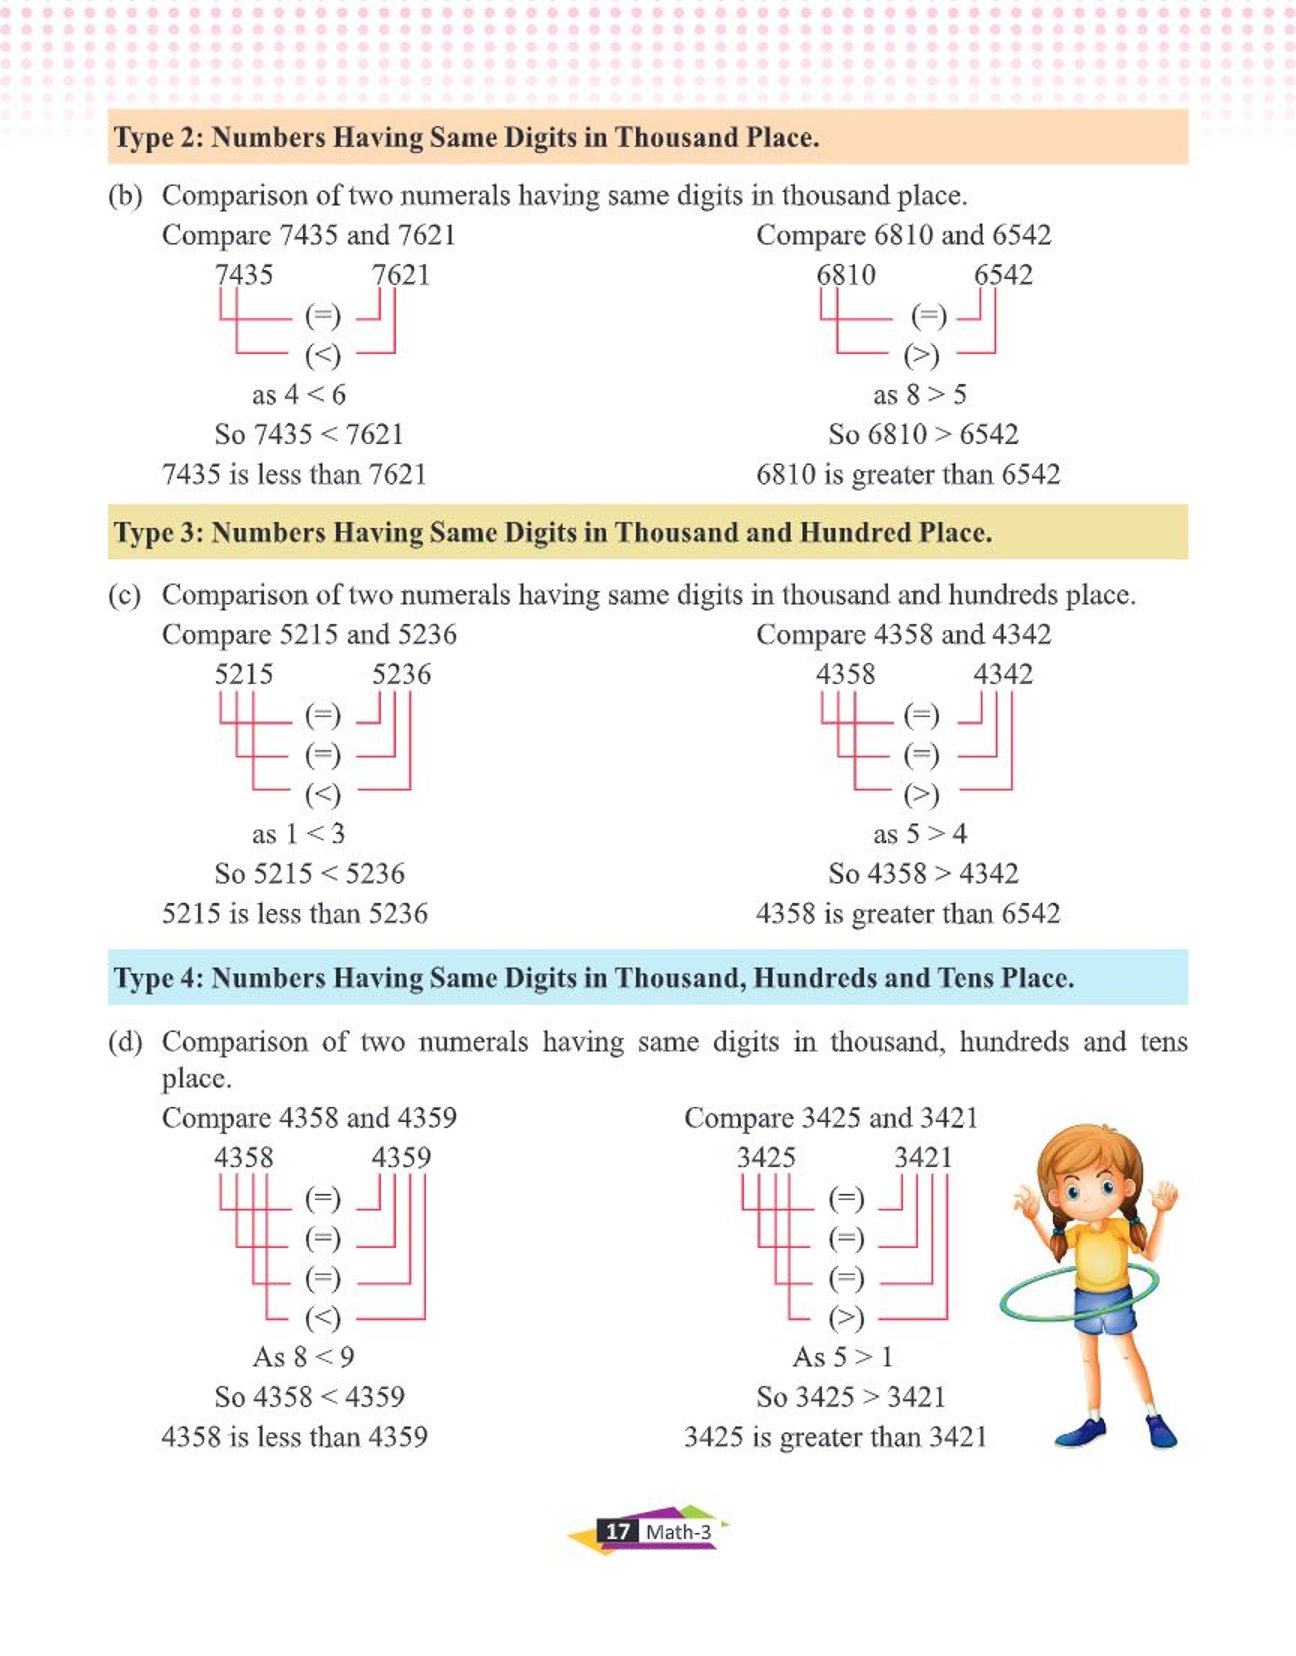 Type 2: Numbers Having Same Digits in Thousand Place.
(b) Comparison of two numerals having same digits in thousand place.
Compare 7435 and 7621
7435 7621
(=)
(<)
as 4 < 6
So 7435 < 7621
7435 is less than 7621
Compare 6810 and 6542
6810 6542
(=)
(>)
as 8 > 5
So 6810 > 6542
6810 is greater than 6542
Type 3: Numbers Having Same Digits in Thousand and Hundred Place.
(c) Comparison of two numerals having same digits in thousand and hundreds place.
Compare 5215 and 5236
5215 5236
(=)
(=)
(<)
as 1 < 3
So 5215 < 5236
5215 is less than 5236
Compare 4358 and 4342
4358 4342
(=)
(=)
(>)
as 5 > 4
So 4358 > 4342
4358 is greater than 6542
Type 4: Numbers Having Same Digits in Thousand, Hundreds and Tens Place.
(d) Comparison of two numerals having same digits in thousand, hundreds and tens
place.
Compare 4358 and 4359
4358 4359
(=)
(=)
(=)
(<)
As 8 < 9
So 4358 < 4359
4358 is less than 4359
Compare 3425 and 3421
3425 3421
(=)
(=)
(=)
(>)
As 5 > 1
So 3425 > 3421
3425 is greater than 3421
17 Math-3